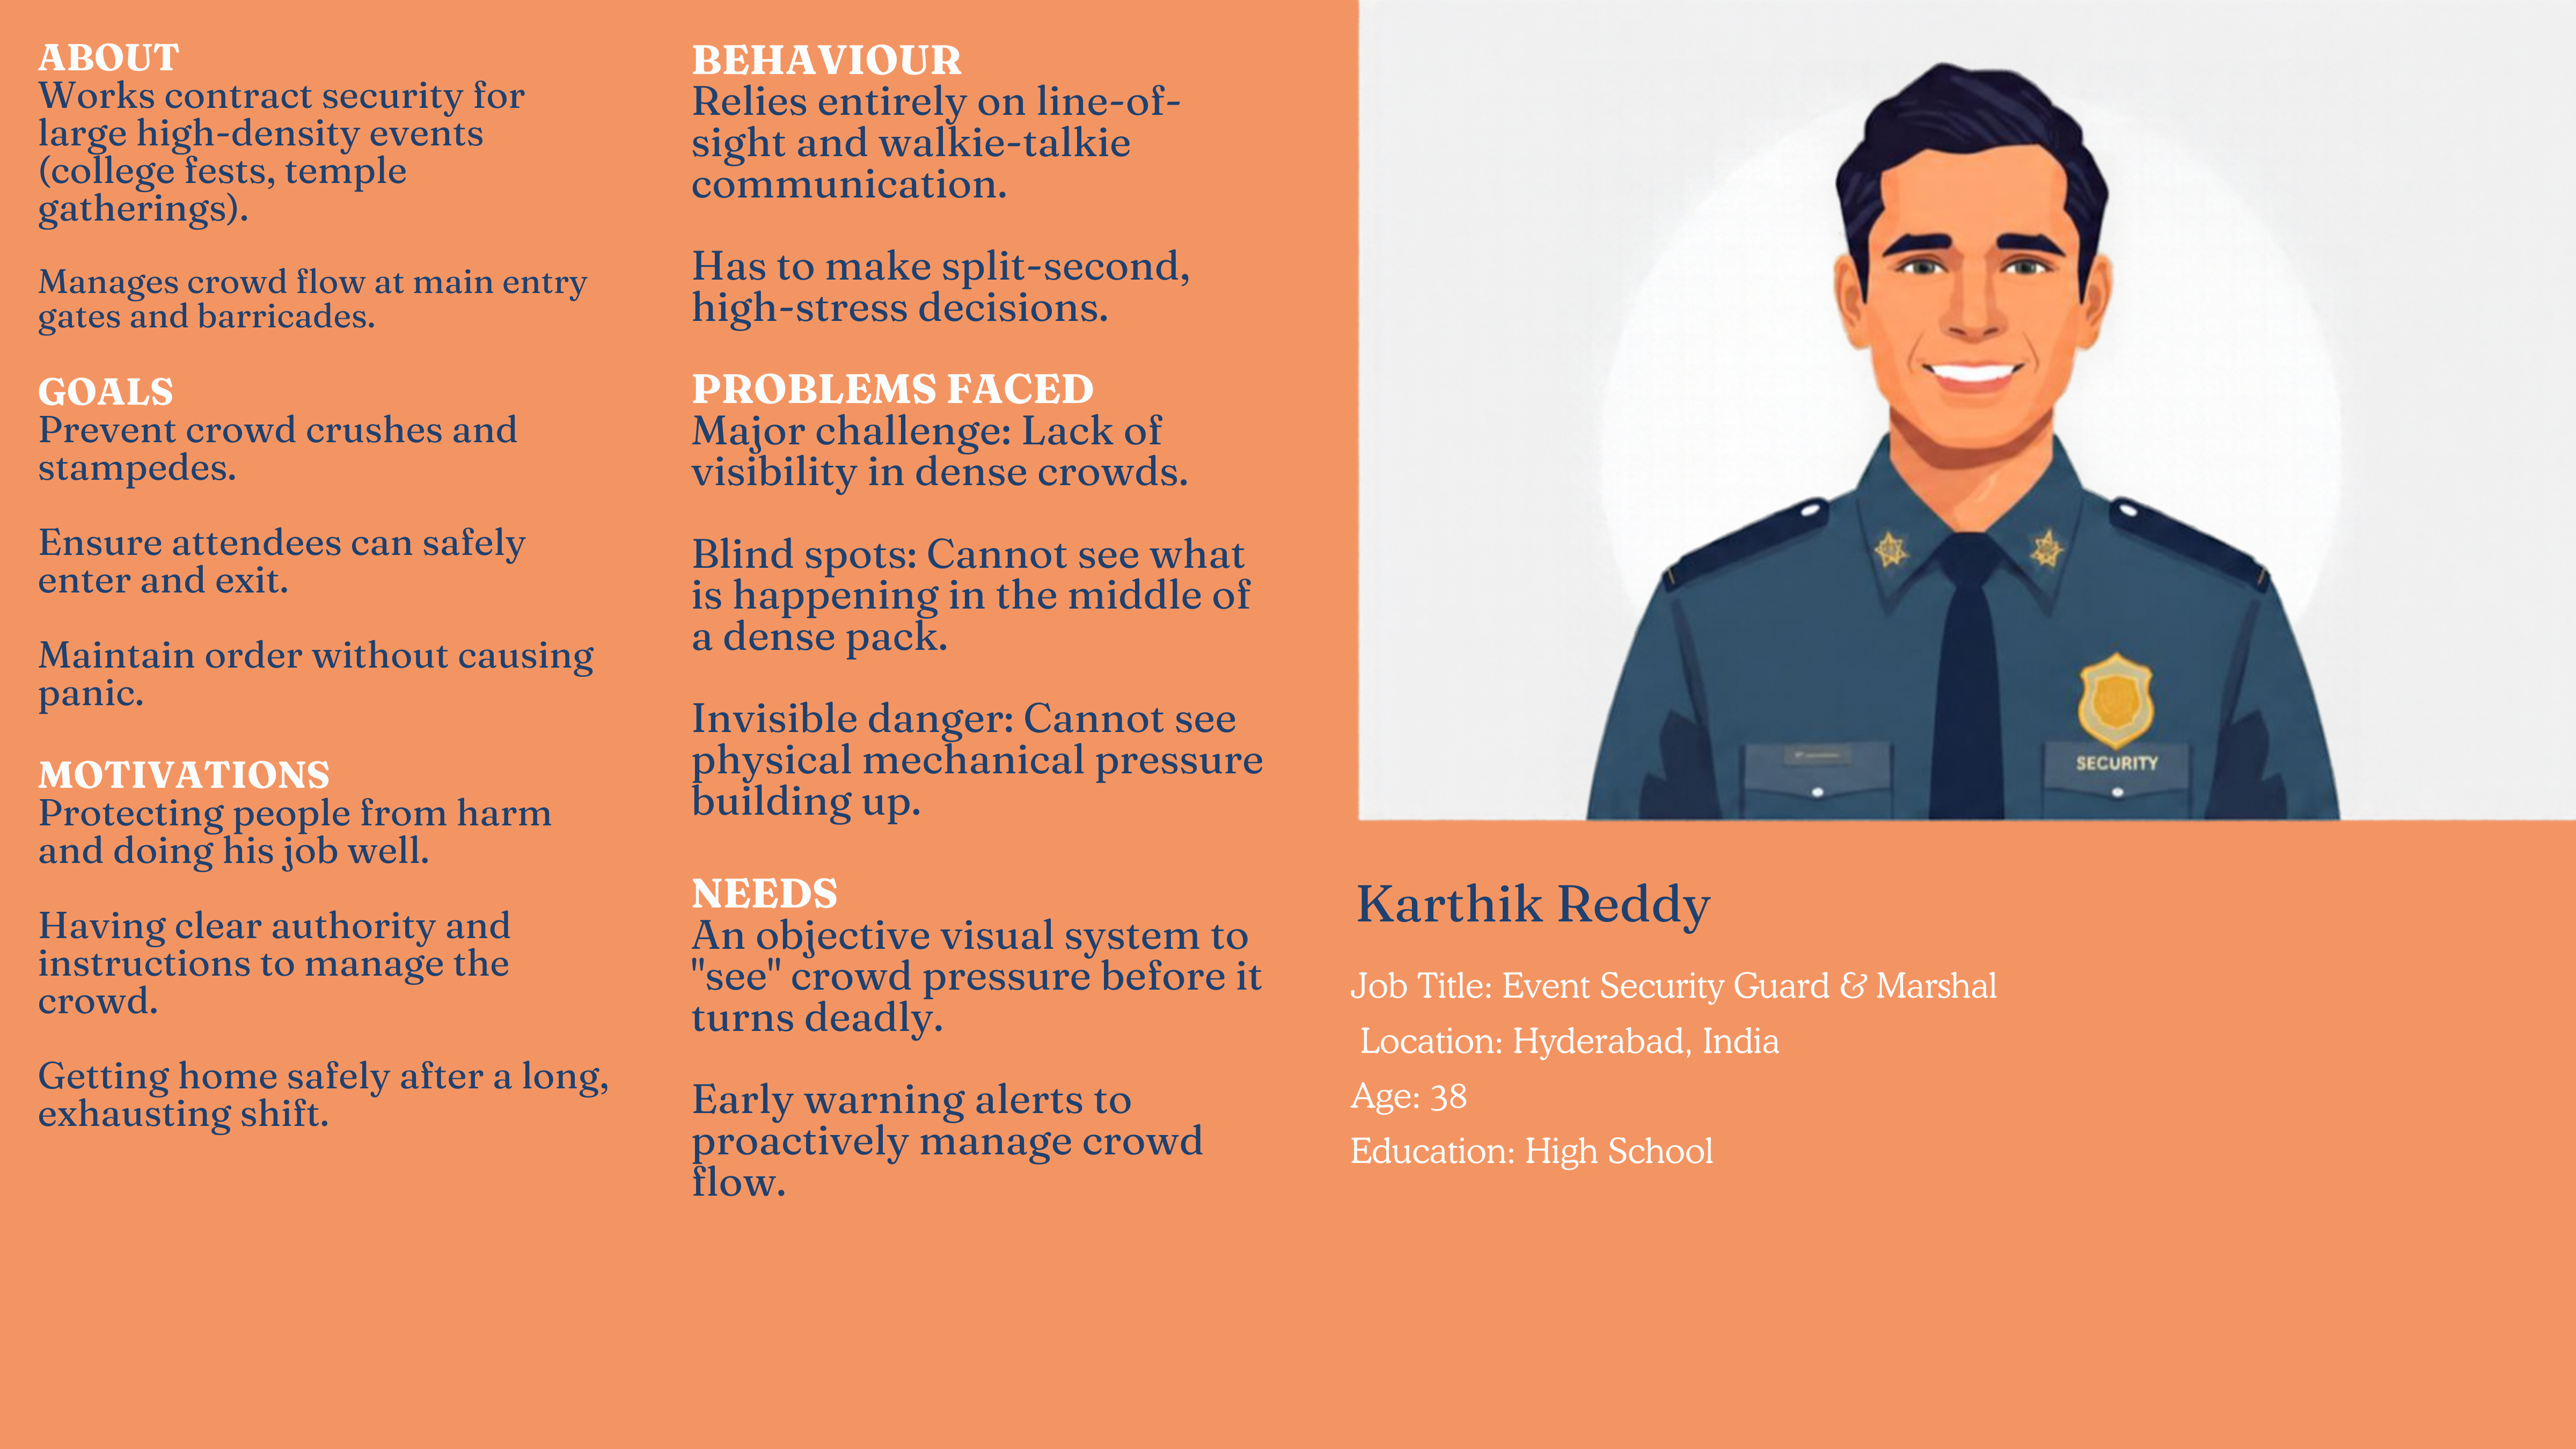 ABOUT
Works contract security for
large high-density events
(college fests, temple
gatherings).
Manages crowd flow at main entry
gates and barricades.
GOALS
Prevent crowd crushes and
stampedes.
Ensure attendees can safely
enter and exit.
Maintain order without causing
panic.
MOTIVATIONS
Protecting people from harm
and doing his job well.
Having clear authority and
instructions to manage the
crowd.
Getting home safely after a long,
exhausting shift.
BEHAVIOUR
Relies entirely on line-of-
sight and walkie-talkie
communication.
Has to make split-second,
high-stress decisions.
PROBLEMS FACED
Major challenge: Lack of
visibility in dense crowds.
Blind spots: Cannot see what
is happening in the middle of
a dense pack.
Invisible danger: Cannot see
physical mechanical pressure
building up.
NEEDS
An objective visual system to
"see" crowd pressure before it
turns deadly.
Early warning alerts to
proactively manage crowd
flow.
SECURITY
Karthik Reddy
Job Title: Event Security Guard & Marshal
Location: Hyderabad, India
Age: 38
Education: High School